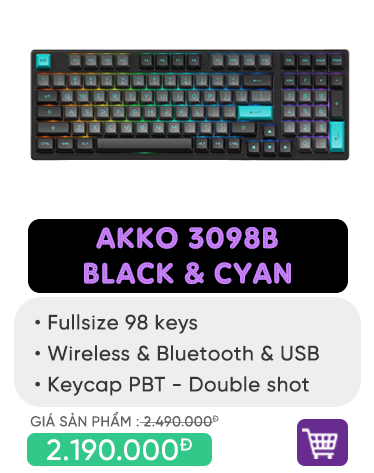 AKKO 3098B
BLACK & CYAN
• Fullsize 98 keys
• Wireless & Bluetooth & USB
• Keycap PBT - Double shot
GIÁ SẢN PHẨM : 2.490.000Đ
2.190.000Đ